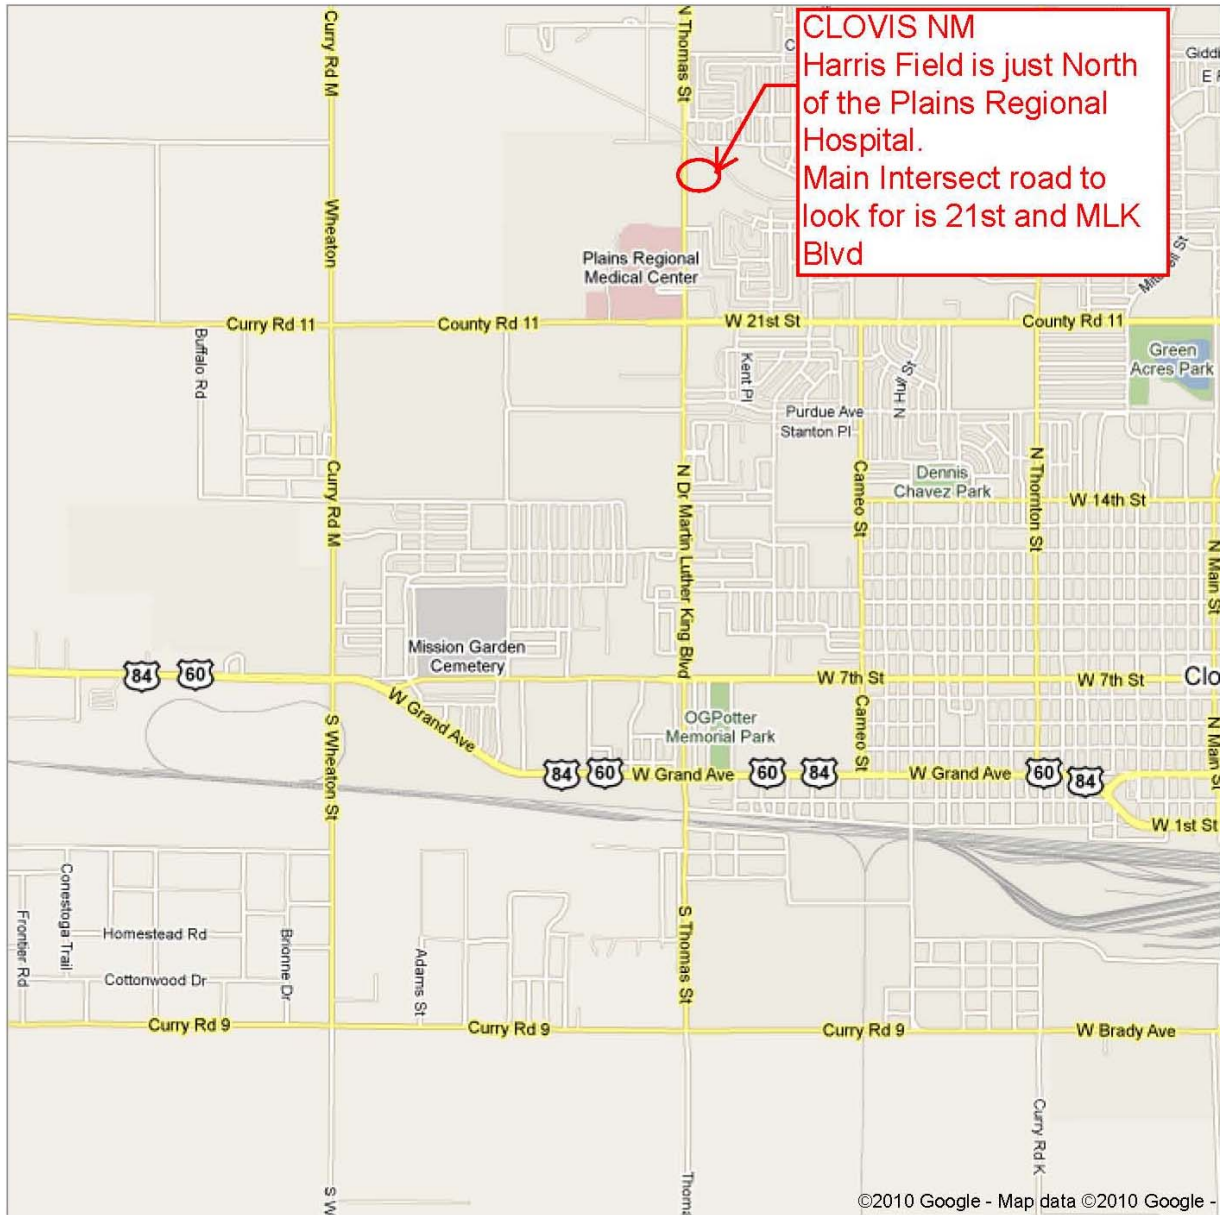 CLOVIS NM
Harris Field is just North
of the Plains Regional
Hospital.
Main Intersect road to
look for is 21st and MLK
Blvd
Curry Rd M
N Thomas St
Wheaton
Plains Regional
Medical Center
Curry Rd 11
County Rd 11
W 21st St
County Rd 11
Buffalo Rd
Kent Pl
N Hull St
Green
Acres Park
Purdue Ave
Stanton Pl
Curry Rd M
N Dr Martin Luther King Blvd
Cameo St
Dennis
Chavez Park
N Thornton St
W 14th St
N Main St
Mission Garden
Cemetery
84
60
W 7th St
W 7th St
Clo
W Grand Ave
S Wheaton St
OGPotter
Memorial Park
Cameo St
N Main St
84
60
W Grand Ave
60
84
W Grand Ave
60
84
W 1st St
Conestoga Trail
Frontier Rd
Homestead Rd
Brionne Dr
Cottonwood Dr
Adams St
S Thomas St
Curry Rd 9
Curry Rd 9
Curry Rd 9
W Brady Ave
Curry Rd K
S W
Thoma
©2010 Google - Map data ©2010 Google -